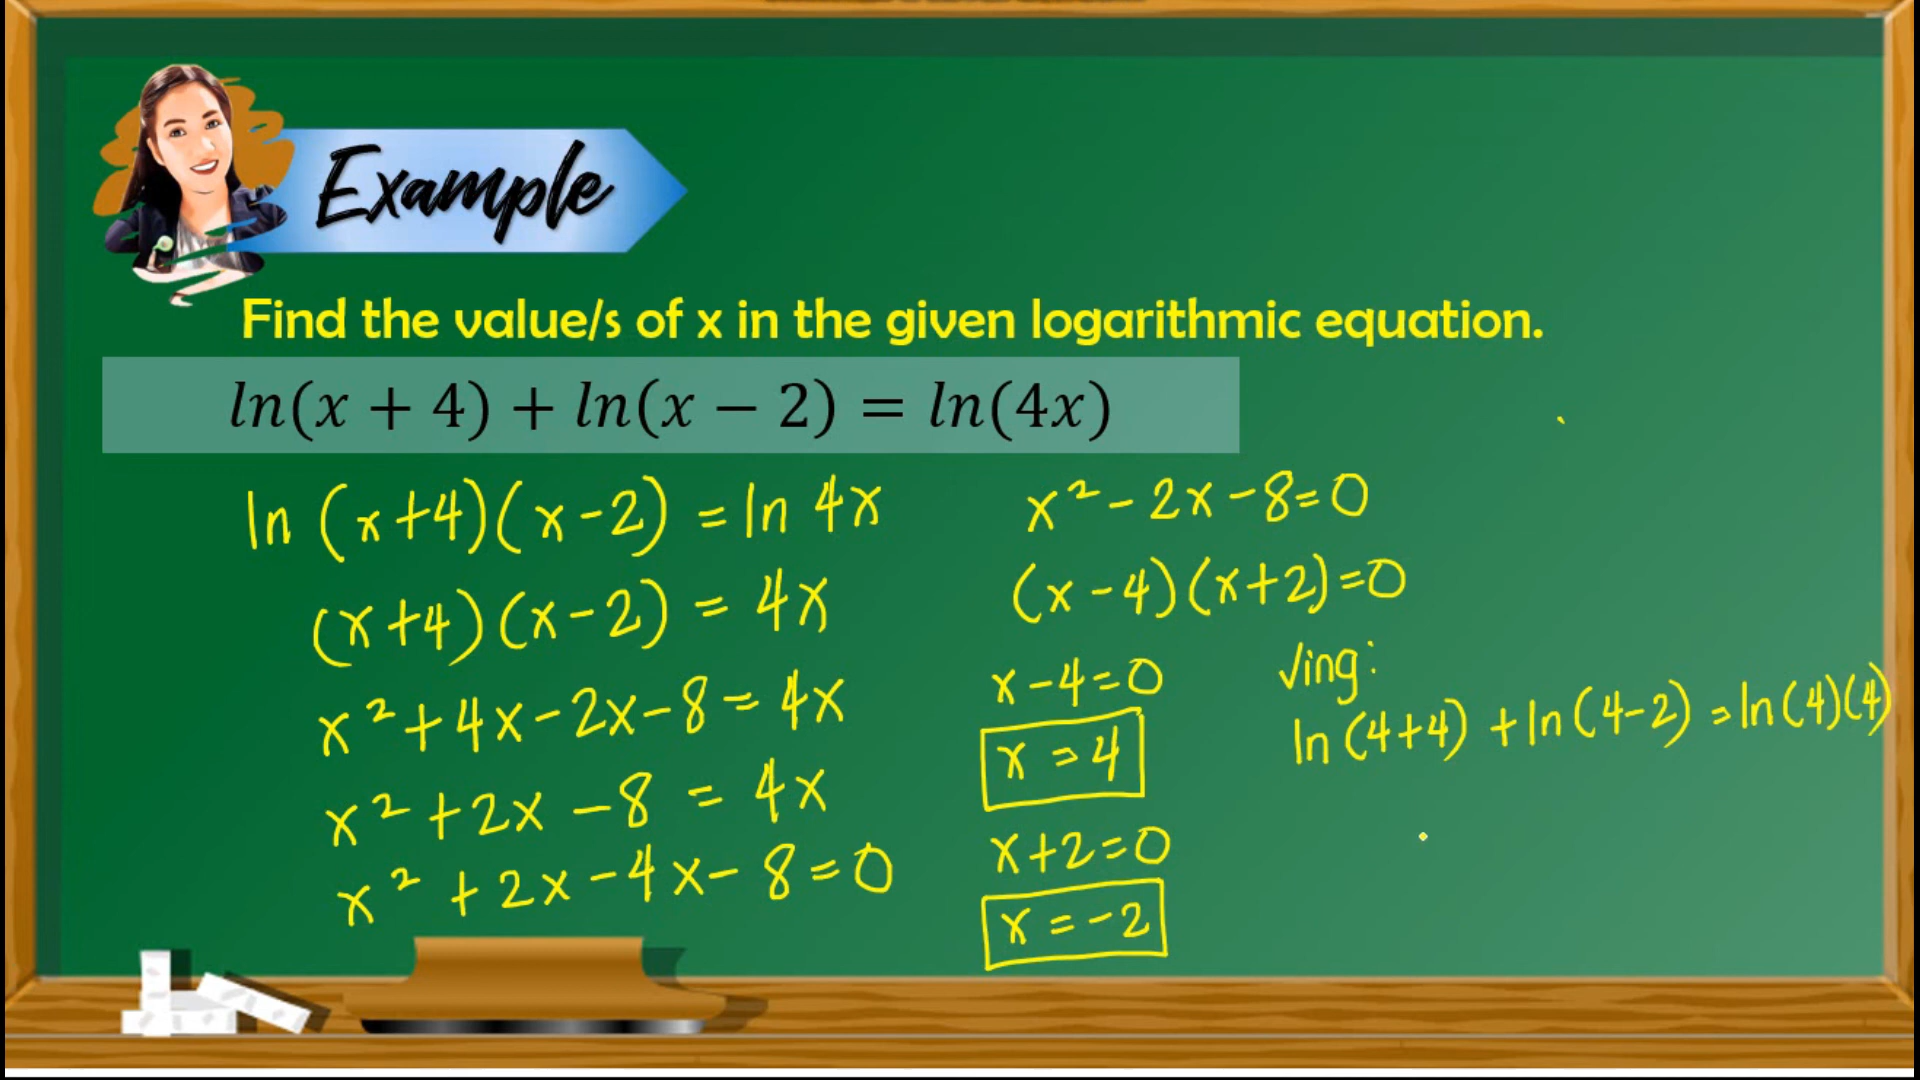 Example
Find the value/s of x in the given logarithmic equation.
ln(x + 4) + ln(x − 2) = ln(4x)
ln (x+4)(x-2) = ln 4x
(x+4)(x-2) = 4x
x²+4x-2x-8=4x
x²+2x-8 = 4x
x²+2x-4x-8=0
x²-2x-8=0
(x-4)(x+2)=0
x-4=0
x=4
x+2=0
x=-2
√ing:
ln(4+4)+ln(4-2)=ln(4)(4)